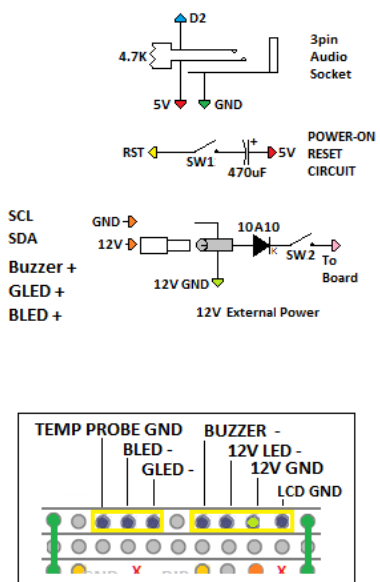 D2
4.7K
3pin
Audio
Socket
5V
GND
RST
SW1
+
470uF
5V
POWER-ON
RESET
CIRCUIT
SCL
SDA
Buzzer +
GLED +
BLED +
GND
12V
10A10
K
SW2
To
Board
12V GND
12V External Power
TEMP PROBE GND
BLED -
GLED -
BUZZER -
12V LED -
12V GND
LCD GND
X
X